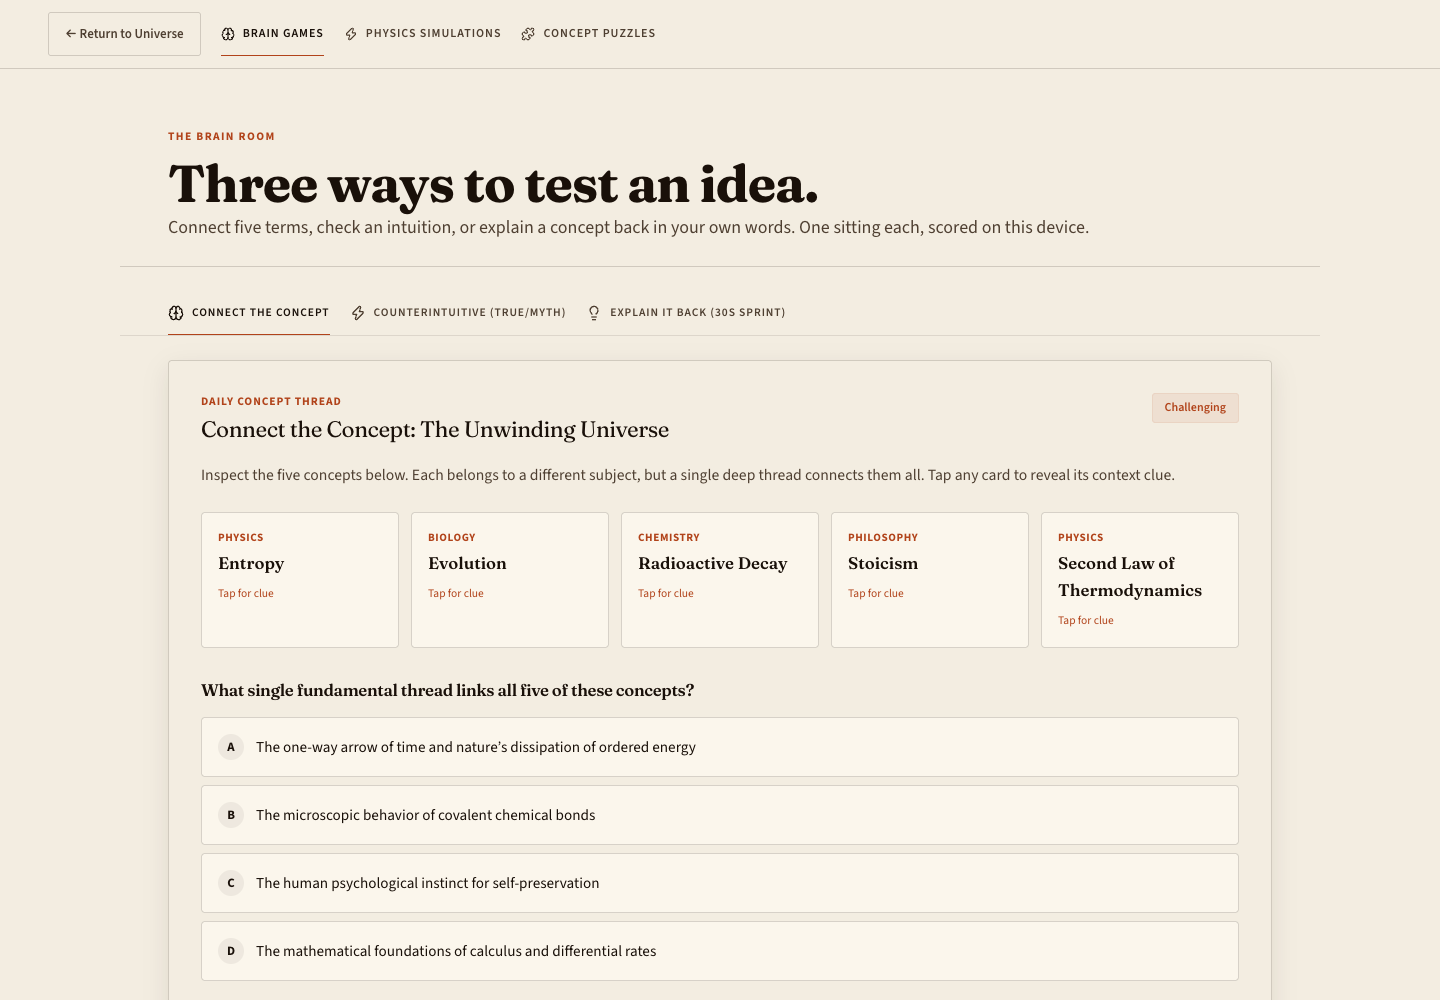 ← Return to Universe
BRAIN GAMES
PHYSICS SIMULATIONS
CONCEPT PUZZLES
THE BRAIN ROOM
Three ways to test an idea.
Connect five terms, check an intuition, or explain a concept back in your own words. One sitting each, scored on this device.
CONNECT THE CONCEPT
COUNTERINTUITIVE (TRUE/MYTH)
EXPLAIN IT BACK (30S SPRINT)
DAILY CONCEPT THREAD
Challenging
Connect the Concept: The Unwinding Universe
Inspect the five concepts below. Each belongs to a different subject, but a single deep thread connects them all. Tap any card to reveal its context clue.
PHYSICS
Entropy
Tap for clue
BIOLOGY
Evolution
Tap for clue
CHEMISTRY
Radioactive Decay
Tap for clue
PHILOSOPHY
Stoicism
Tap for clue
PHYSICS
Second Law of
Thermodynamics
Tap for clue
What single fundamental thread links all five of these concepts?
A The one-way arrow of time and nature’s dissipation of ordered energy
B The microscopic behavior of covalent chemical bonds
C The human psychological instinct for self-preservation
D The mathematical foundations of calculus and differential rates